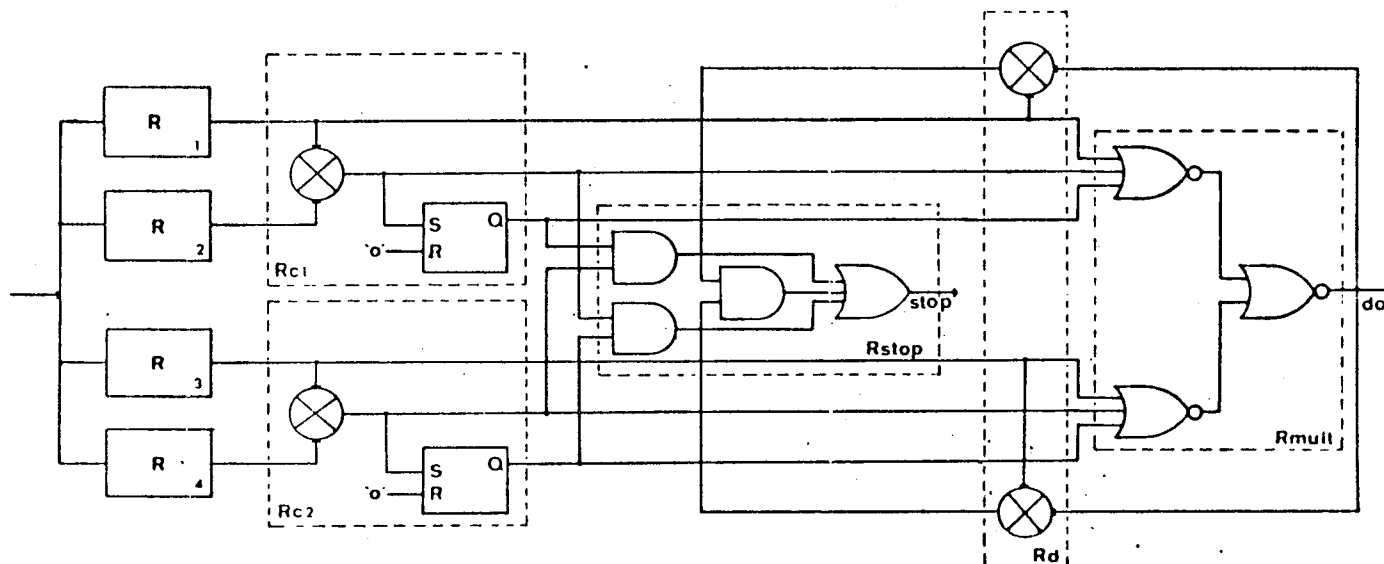 R 1
R 2
S Q
'o' R
Rc1
R 3
R 4
S Q
'o' R
Rc2
stop
Rstop
Rd
Rmult
do